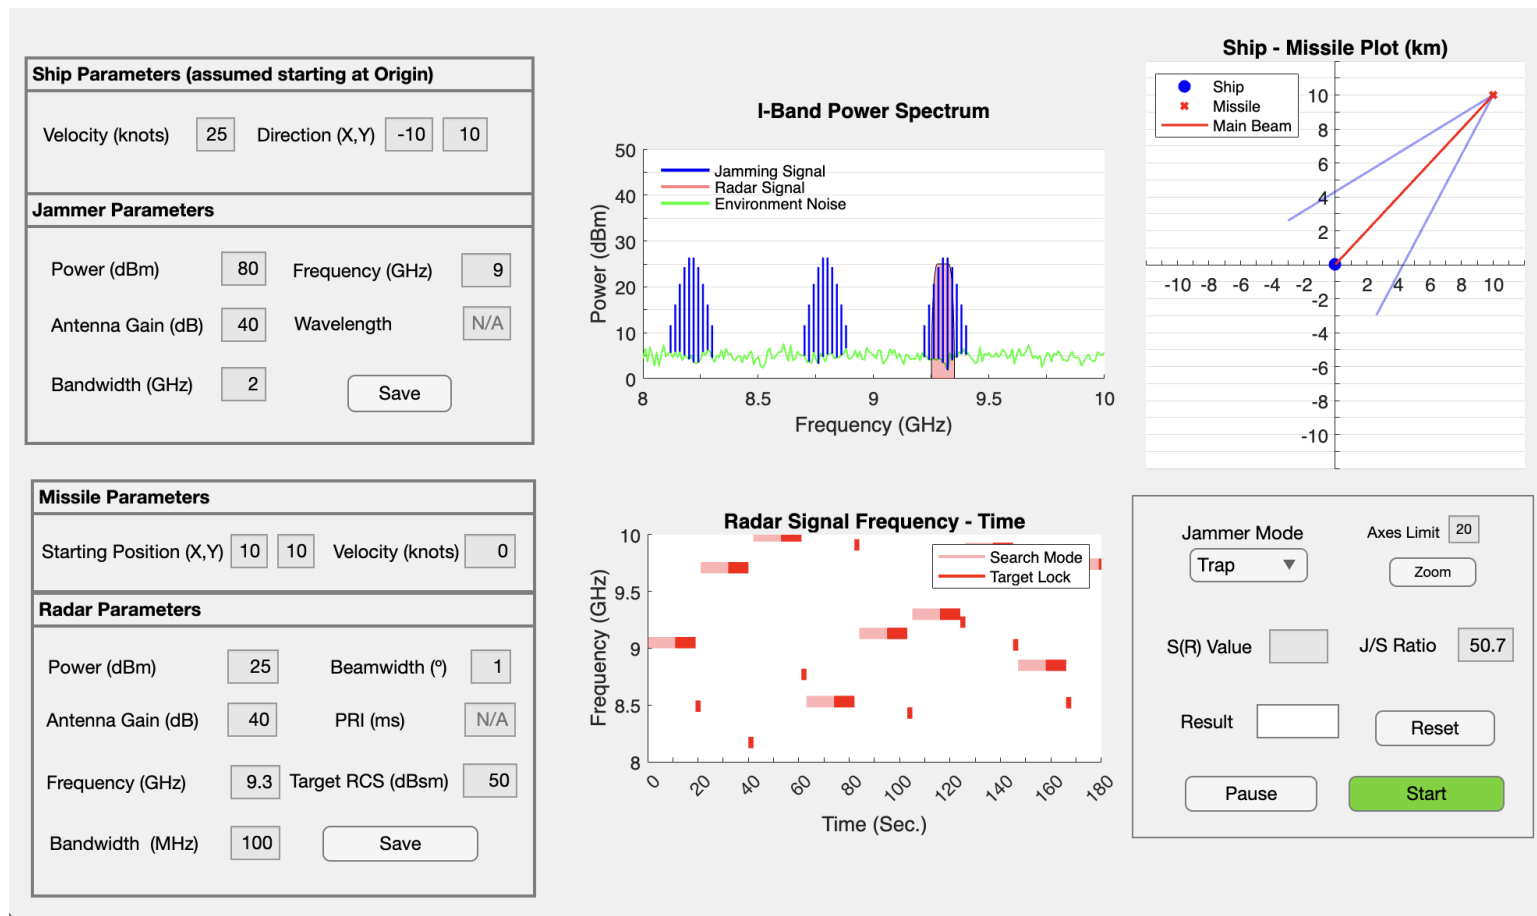 Ship Parameters (assumed starting at Origin)
Velocity (knots) 25 Direction (X,Y) -10 10
Jammer Parameters
Power (dBm) 80 Frequency (GHz) 9
Antenna Gain (dB) 40 Wavelength N/A
Bandwidth (GHz) 2 Save
Missile Parameters
Starting Position (X,Y) 10 10 Velocity (knots) 0
Radar Parameters
Power (dBm) 25 Beamwidth (º) 1
Antenna Gain (dB) 40 PRI (ms) N/A
Frequency (GHz) 9.3 Target RCS (dBsm) 50
Bandwidth (MHz) 100 Save
I-Band Power Spectrum
50
40
30
20
10
0
Power (dBm)
Jamming Signal
Radar Signal
Environment Noise
8 8.5 9 9.5 10
Frequency (GHz)
Radar Signal Frequency - Time
10
9.5
9
8.5
8
Frequency (GHz)
Search Mode
Target Lock
0 20 40 60 80 100 120 140 160 180
Time (Sec.)
Ship - Missile Plot (km)
Ship
Missile
Main Beam
10
8
6
4
2
-10 -8 -6 -4 -2 2 4 6 8 10
-2
-4
-6
-8
-10
Jammer Mode Axes Limit 20
Trap Zoom
S(R) Value J/S Ratio 50.7
Result Reset
Pause Start